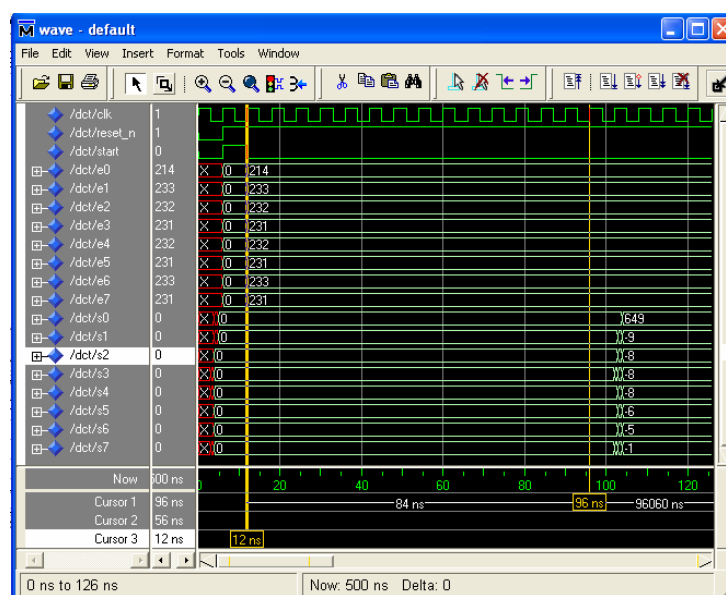 wave - default
File Edit View Insert Format Tools Window
/dct/clk 1
/dct/reset_n 1
/dct/start 0
/dct/e0 214 X 0 214
/dct/e1 233 X 0 233
/dct/e2 232 X 0 232
/dct/e3 231 X 0 231
/dct/e4 232 X 0 232
/dct/e5 231 X 0 231
/dct/e6 233 X 0 233
/dct/e7 231 X 0 231
/dct/s0 0 X 0 649
/dct/s1 0 X 0 -9
/dct/s2 0 X 0 -8
/dct/s3 0 X 0 -8
/dct/s4 0 X 0 -8
/dct/s5 0 X 0 -6
/dct/s6 0 X 0 -5
/dct/s7 0 X 0 -1
Now 500 ns 20 40 60 80 100 120
Cursor 1 96 ns 84 ns 96 ns 96060 ns
Cursor 2 56 ns
Cursor 3 12 ns 12 ns
0 ns to 126 ns Now: 500 ns Delta: 0